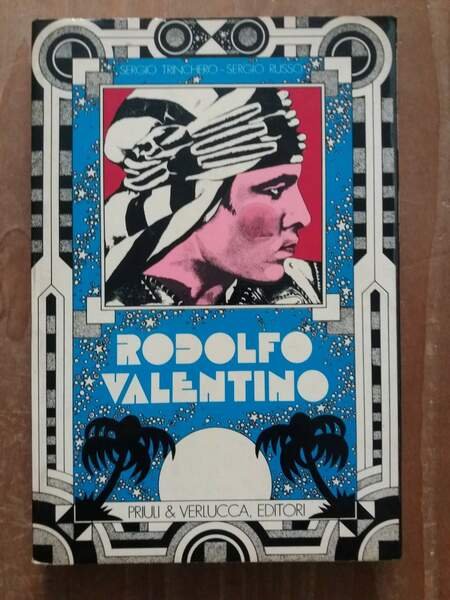 SERGIO TRINCHERO - SERGIO RUSSO
RODOLFO
VALENTINO
PRIULI & VERLUCCA, EDITORI